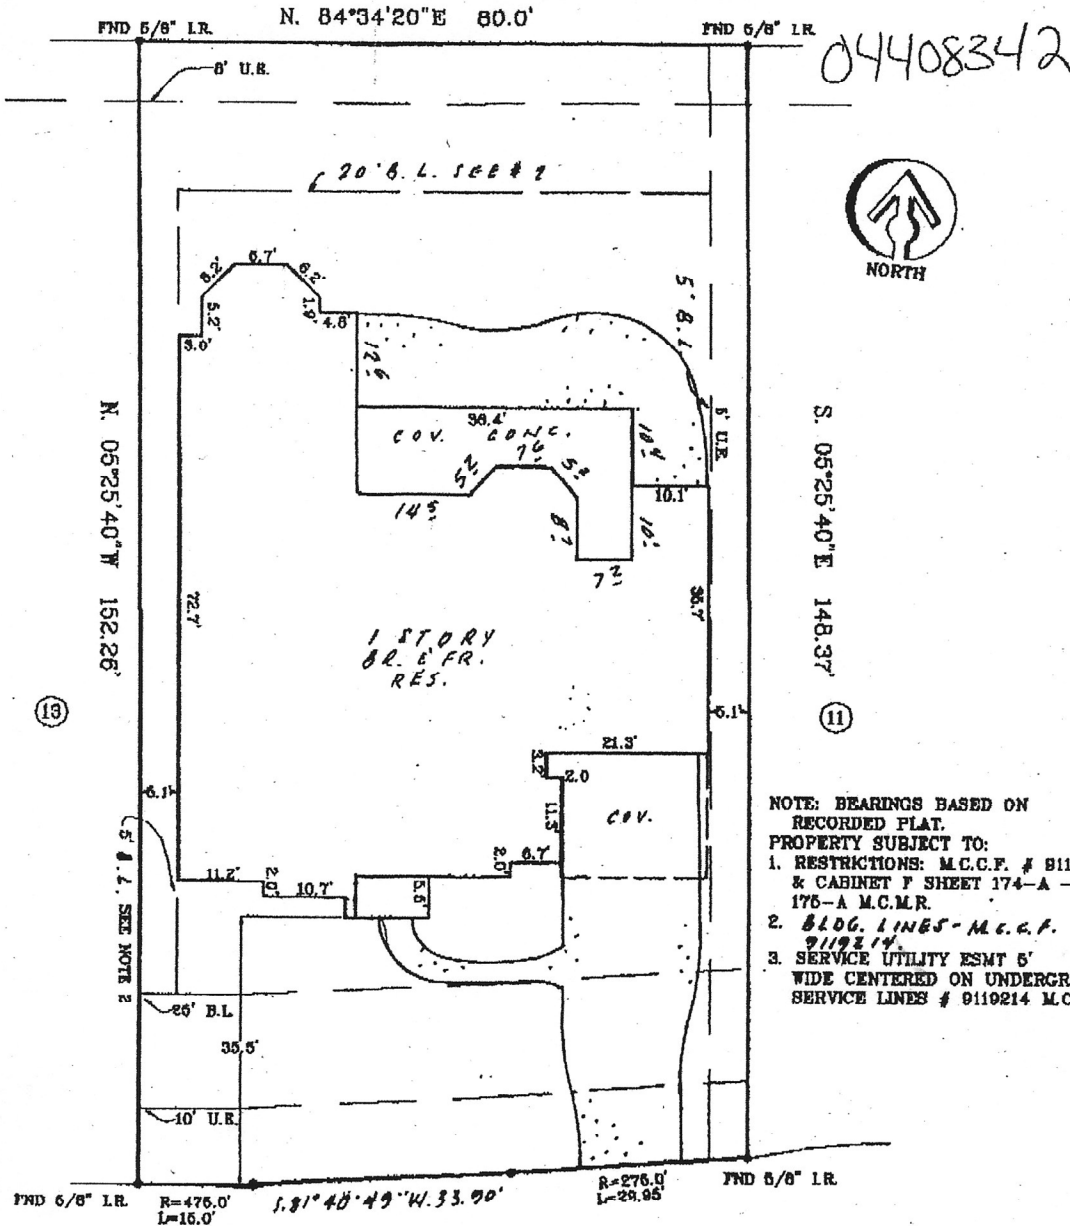 N. 84°34'20"E 80.0'
FND 5/8" I.R.
FND 5/8" I.R.
04408342
8' U.E.
20' B.L. SEE # 2
NORTH
6.7'
6.2'
6.2'
5.2'
1.9'
4.8'
3.0'
12 6
5' B.L
36.4'
COV. CONC.
10 4
5' U.E.
7 6
5 2
5 2
14 5
10.1'
8 7
10 1
7 2
N. 05°25'40"W 152.26'
S. 05°25'40"E 148.37'
72.7'
35.7'
1 STORY
BR. & FR.
RES.
13
11
5.1'
21.3'
3.2'
2.0
6.1'
11.3'
COV.
NOTE: BEARINGS BASED ON
RECORDED PLAT.
PROPERTY SUBJECT TO:
1. RESTRICTIONS: M.C.C.F. # 911
& CABINET F SHEET 174-A -
175-A M.C.M.R.
2. BLDG. LINES - M.C.C.F.
9119214
3. SERVICE UTILITY ESMT 5'
WIDE CENTERED ON UNDERGR
SERVICE LINES # 9119214 M.C
5' B.L. SEE NOTE 2
6.7'
2.0'
11.2'
2.0'
10.7'
5.5'
25' B.L.
35.5'
10' U.E.
FND 5/8" I.R.
R=475.0'
L=15.0'
S.81°40'49"W.33.90'
R=275.0'
L=29.95'
FND 5/8" I.R.